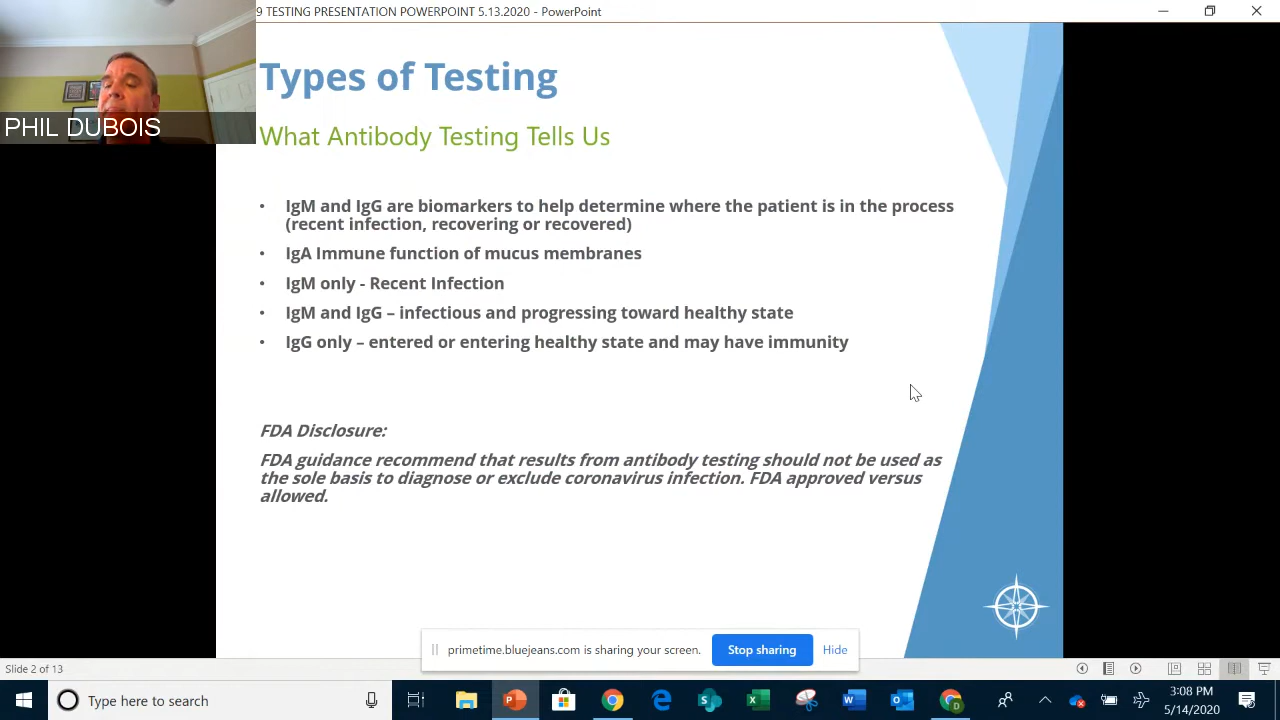 9 TESTING PRESENTATION POWERPOINT 5.13.2020 - PowerPoint
PHIL DUBOIS
Types of Testing
What Antibody Testing Tells Us
• IgM and IgG are biomarkers to help determine where the patient is in the process
(recent infection, recovering or recovered)
• IgA Immune function of mucus membranes
• IgM only - Recent Infection
• IgM and IgG – infectious and progressing toward healthy state
• IgG only – entered or entering healthy state and may have immunity
FDA Disclosure:
FDA guidance recommend that results from antibody testing should not be used as
the sole basis to diagnose or exclude coronavirus infection. FDA approved versus
allowed.
primetime.bluejeans.com is sharing your screen. Stop sharing Hide
Slide 2 of 13
Type here to search
3:08 PM
5/14/2020